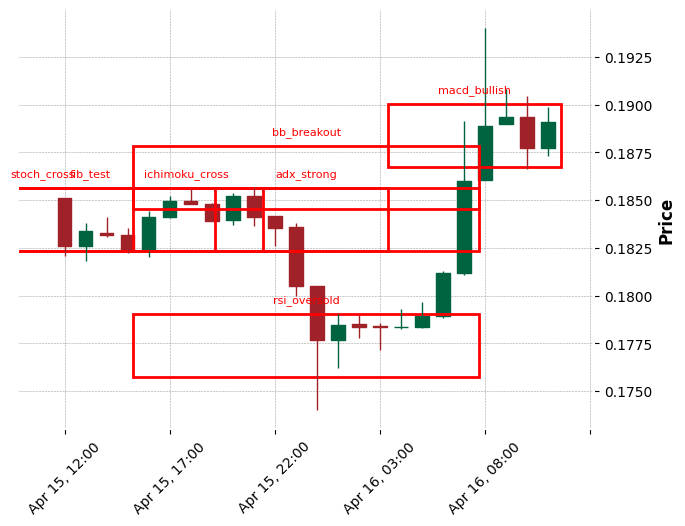 macd_bullish
bb_breakout
stoch_cross
fib_test
ichimoku_cross
adx_strong
rsi_oversold
0.1925
0.1900
0.1875
0.1850
0.1825
0.1800
0.1775
0.1750
Price
Apr 15, 12:00
Apr 15, 17:00
Apr 15, 22:00
Apr 16, 03:00
Apr 16, 08:00